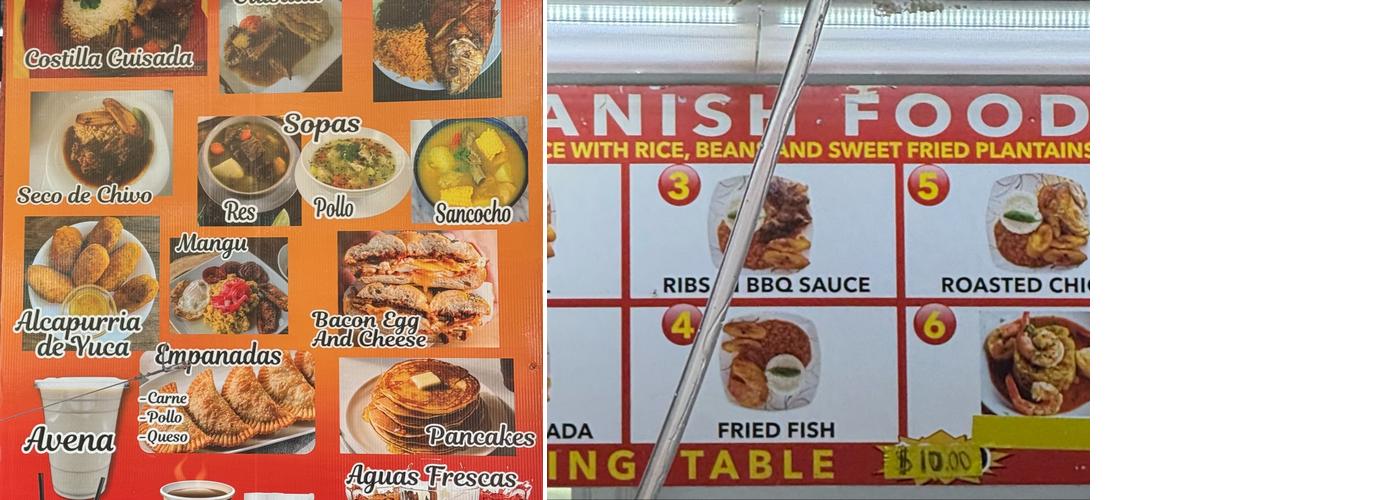 Costilla Guisada
Sopas
Seco de Chivo
Res
Pollo
Sancocho
Mangu
Alcapurria
de Yuca
Bacon Egg
And Cheese
Empanadas
-Carne
-Pollo
-Queso
Avena
Pancakes
Aguas Frescas
ANISH FOOD
CE WITH RICE, BEANS AND SWEET FRIED PLANTAINS
3
5
RIBS BBQ SAUCE
ROASTED CHIC
4
6
ADA
FRIED FISH
ING TABLE
$10.00